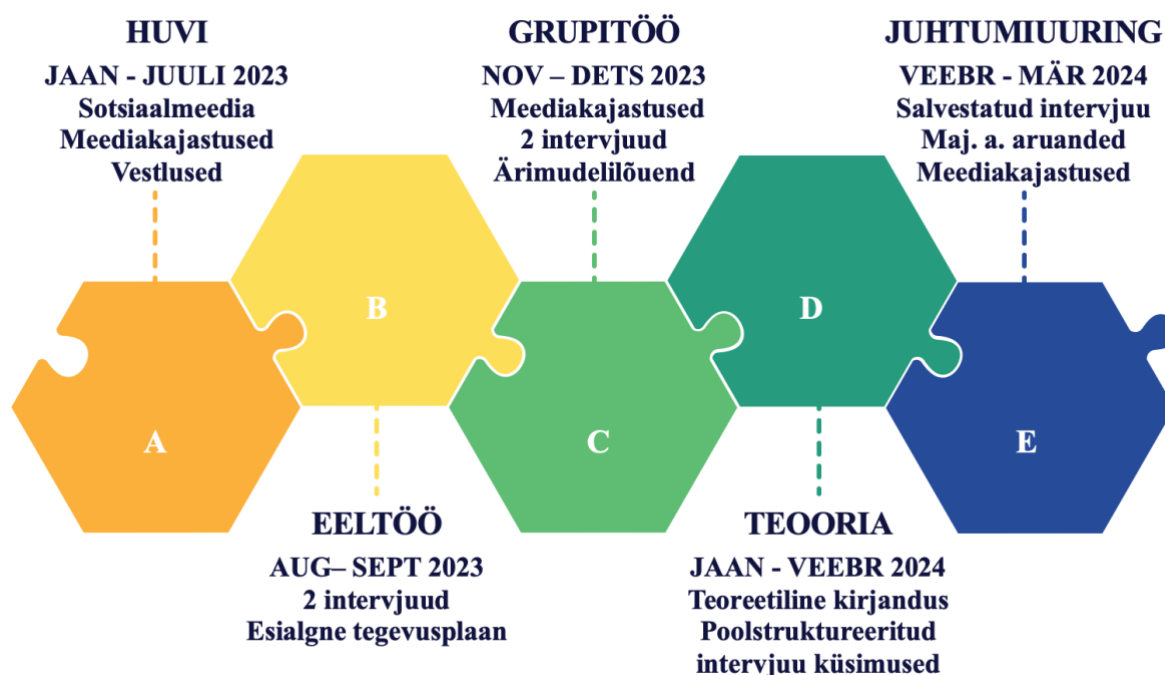 HUVI
JAAN - JUULI 2023
Sotsiaalmeedia
Meediakajastused
Vestlused
GRUPITÖÖ
NOV – DETS 2023
Meediakajastused
2 intervjuud
Ärimudelilõuend
JUHTUMIUURING
VEEBR - MÄR 2024
Salvestatud intervjuu
Maj. a. aruanded
Meediakajastused
A
B
C
D
E
EELTÖÖ
AUG– SEPT 2023
2 intervjuud
Esialgne tegevusplaan
TEOORIA
JAAN - VEEBR 2024
Teoreetiline kirjandus
Poolstruktureeritud
intervjuu küsimused